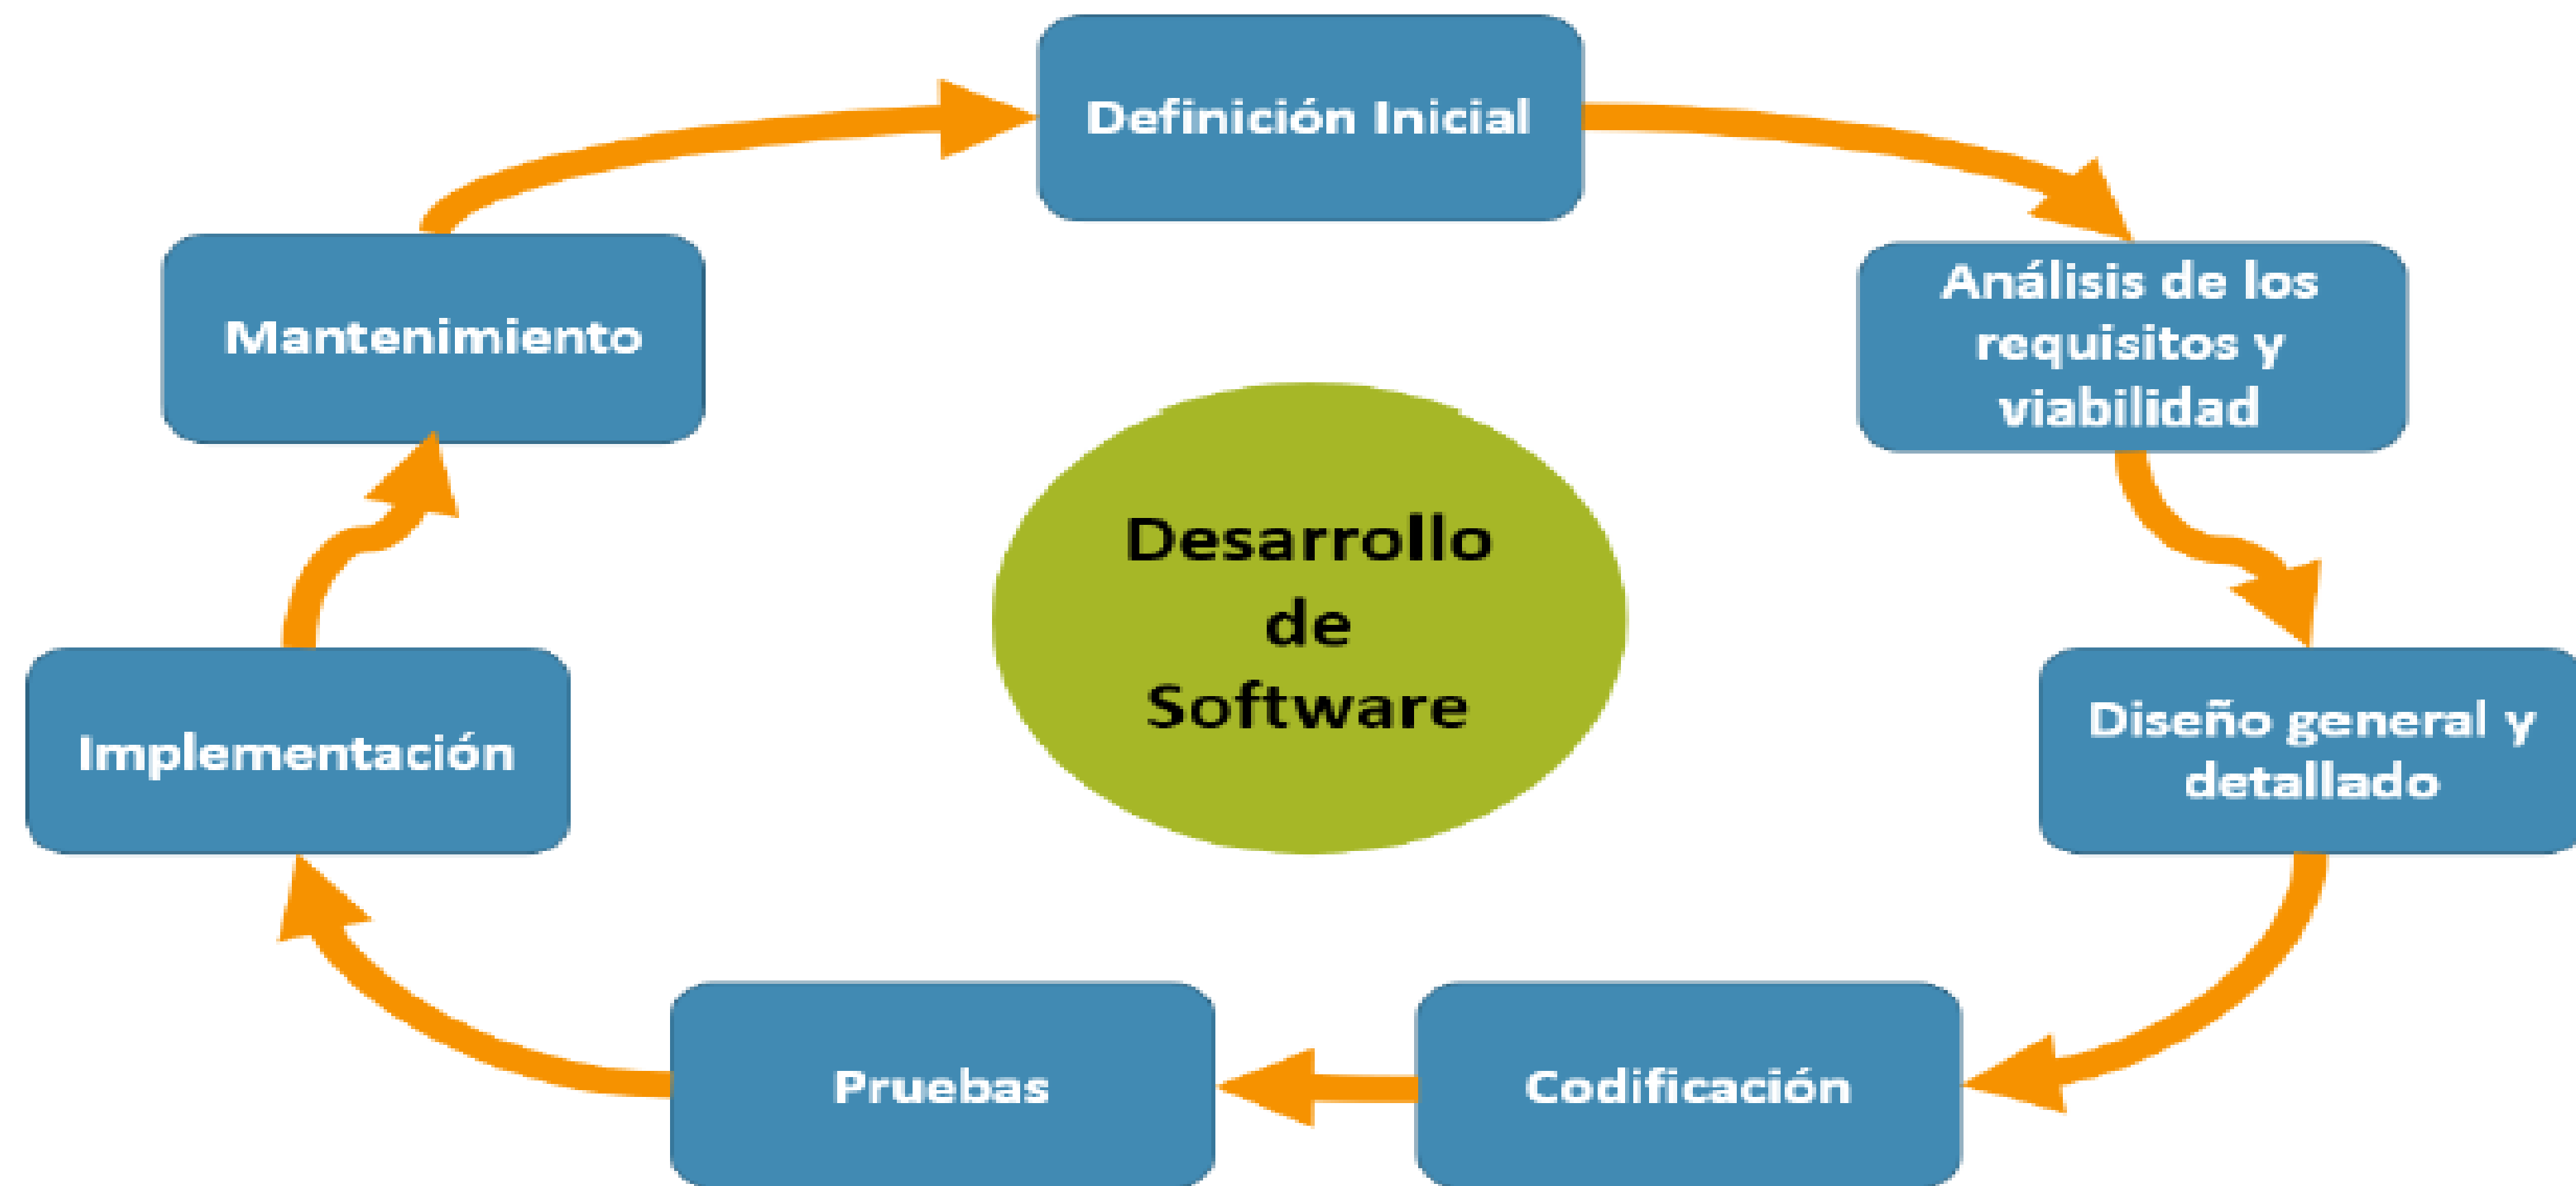 Definición Inicial
Análisis de los
requisitos y
viabilidad
Diseño general y
detallado
Codificación
Pruebas
Implementación
Mantenimiento
Desarrollo
de
Software